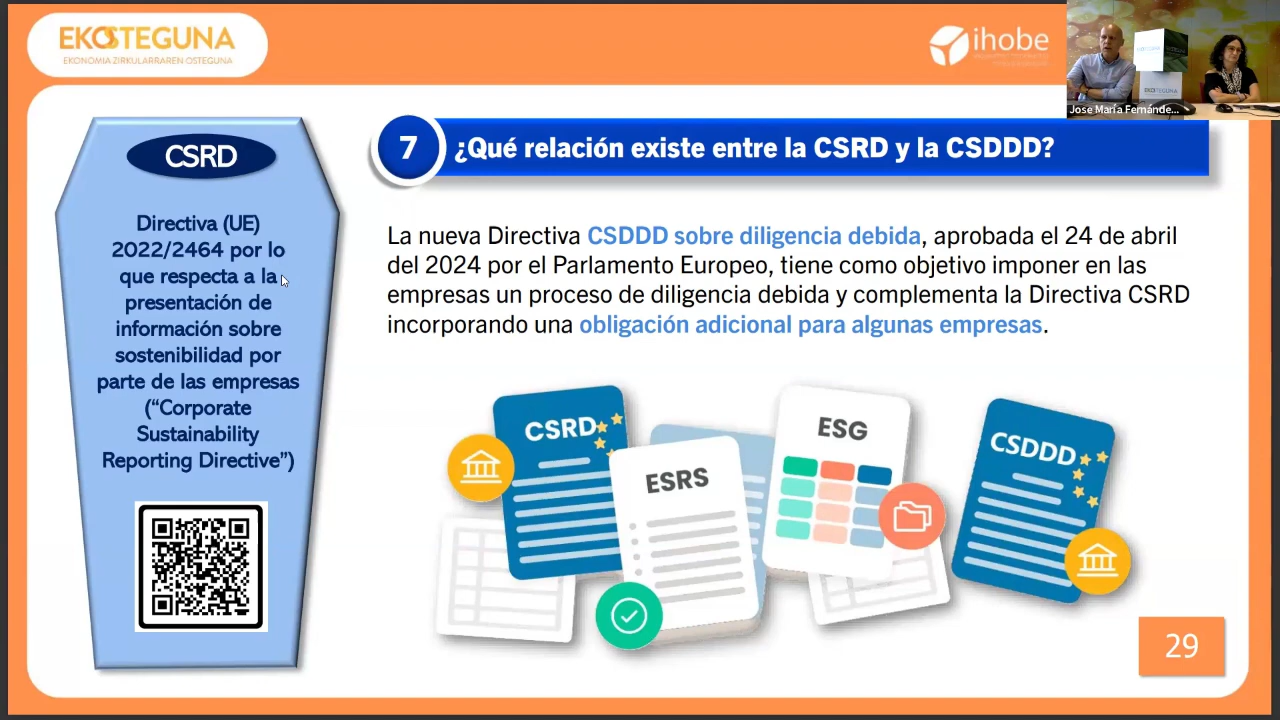 EKOSTEGUNA
EKONOMIA ZIRKULARRAREN OSTEGUNA
ihobe
Jose María Fernánde...
EKOSTEGUNA
CSRD
Directiva (UE)
2022/2464 por lo
que respecta a la
presentación de
información sobre
sostenibilidad por
parte de las empresas
(“Corporate
Sustainability
Reporting Directive”)
7
¿Qué relación existe entre la CSRD y la CSDDD?
La nueva Directiva CSDDD sobre diligencia debida, aprobada el 24 de abril
del 2024 por el Parlamento Europeo, tiene como objetivo imponer en las
empresas un proceso de diligencia debida y complementa la Directiva CSRD
incorporando una obligación adicional para algunas empresas.
CSRD
ESRS
ESG
CSDDD
29